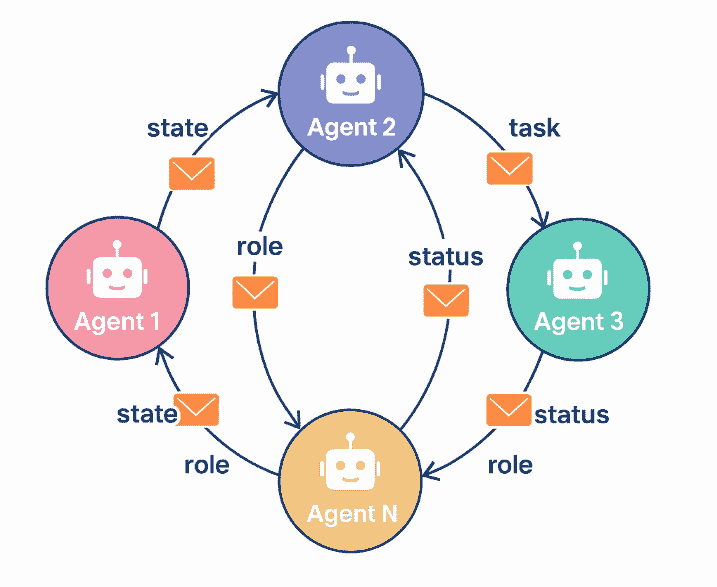 Agent 2
state
task
role
status
Agent 1
Agent 3
state
status
role
role
Agent N